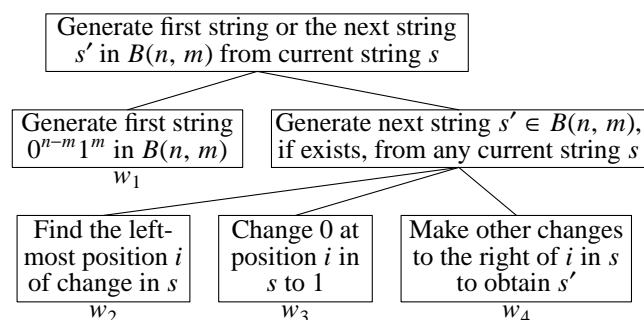 Generate first string or the next string
s′ in B(n, m) from current string s
Generate first string
0ⁿ⁻ᵐ1ᵐ in B(n, m)
w₁
Generate next string s′ ∈ B(n, m),
if exists, from any current string s
Find the left-
most position i
of change in s
w₂
Change 0 at
position i in
s to 1
w₃
Make other changes
to the right of i in s
to obtain s′
w₄